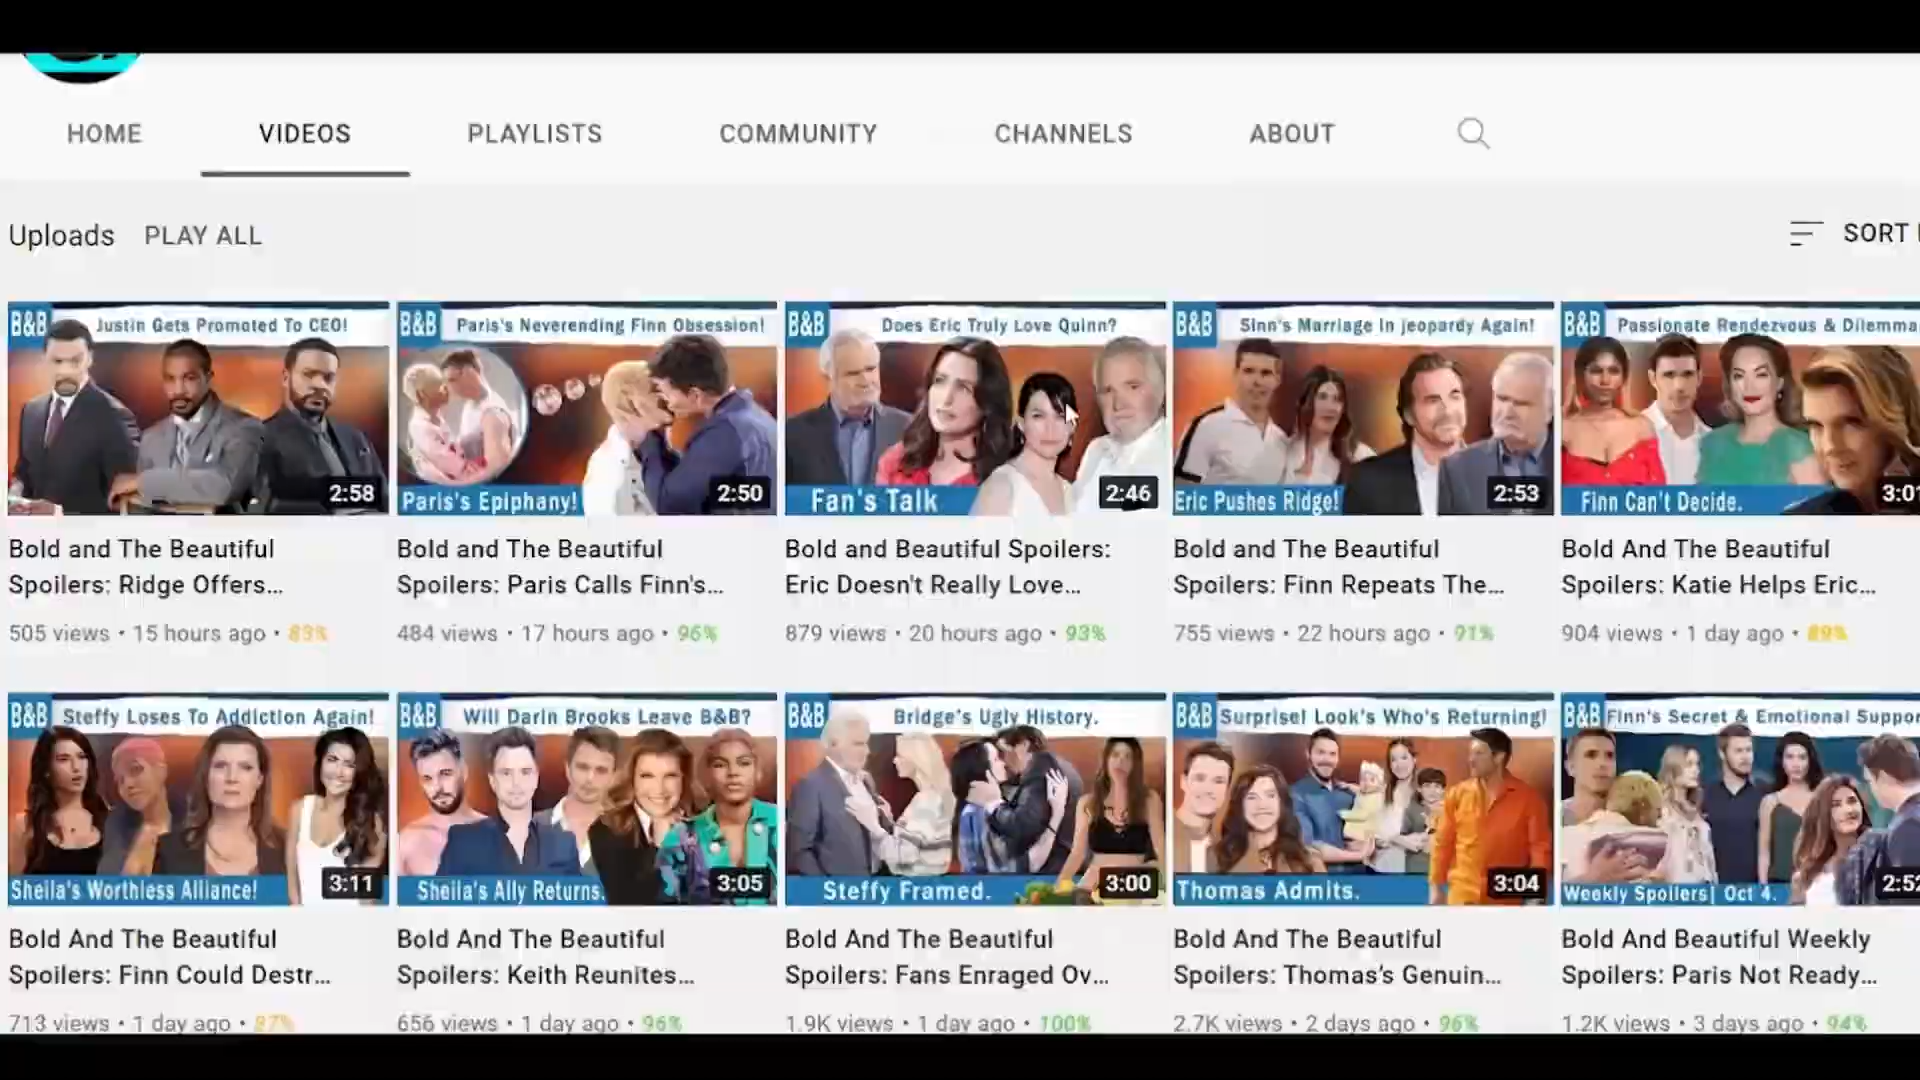 HOME VIDEOS PLAYLISTS COMMUNITY CHANNELS ABOUT
Uploads PLAY ALL
SORT
B&B Justin Gets Promoted To CEO!
2:58
Bold and The Beautiful
Spoilers: Ridge Offers...
505 views • 15 hours ago • 83%
B&B Paris's Neverending Finn Obsession!
Paris's Epiphany!
2:50
Bold and The Beautiful
Spoilers: Paris Calls Finn's...
484 views • 17 hours ago • 96%
B&B Does Eric Truly Love Quinn?
Fan's Talk
2:46
Bold and Beautiful Spoilers:
Eric Doesn't Really Love...
879 views • 20 hours ago • 93%
B&B Sinn's Marriage In jeopardy Again!
Eric Pushes Ridge!
2:53
Bold and The Beautiful
Spoilers: Finn Repeats The...
755 views • 22 hours ago • 91%
B&B Passionate Rendezvous & Dilemma
Finn Can't Decide.
3:01
Bold And The Beautiful
Spoilers: Katie Helps Eric...
904 views • 1 day ago • 89%
B&B Steffy Loses To Addiction Again!
Sheila's Worthless Alliance!
3:11
Bold And The Beautiful
Spoilers: Finn Could Destr...
713 views • 1 day ago • 87%
B&B Will Darin Brooks Leave B&B?
Sheila's Ally Returns.
3:05
Bold And The Beautiful
Spoilers: Keith Reunites...
656 views • 1 day ago • 96%
B&B Bridge's Ugly History.
Steffy Framed.
3:00
Bold And The Beautiful
Spoilers: Fans Enraged Ov...
1.9K views • 1 day ago • 100%
B&B Surprise! Look's Who's Returning!
Thomas Admits.
3:04
Bold And The Beautiful
Spoilers: Thomas's Genuin...
2.7K views • 2 days ago • 96%
B&B Finn's Secret & Emotional Suppor
Weekly Spoilers| Oct 4.
2:52
Bold And Beautiful Weekly
Spoilers: Paris Not Ready...
1.2K views • 3 days ago • 94%